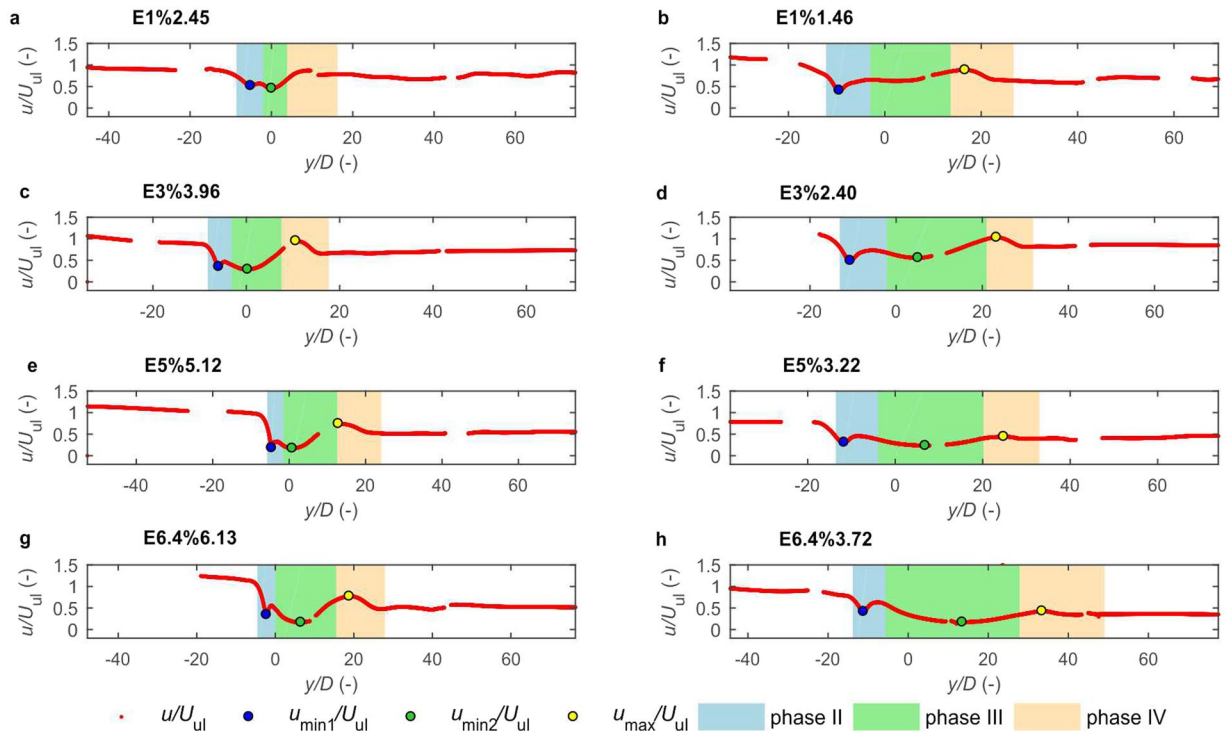 a E1%2.45
u/Uul (-)
1.5
1
0.5
0
-40 -20 0 20 40 60
y/D (-)
b E1%1.46
u/Uul (-)
1.5
1
0.5
0
-20 0 20 40 60
y/D (-)
c E3%3.96
u/Uul (-)
1.5
1
0.5
0
-20 0 20 40 60
y/D (-)
d E3%2.40
u/Uul (-)
1.5
1
0.5
0
-20 0 20 40 60
y/D (-)
e E5%5.12
u/Uul (-)
1.5
1
0.5
0
-40 -20 0 20 40 60
y/D (-)
f E5%3.22
u/Uul (-)
1.5
1
0.5
0
-20 0 20 40 60
y/D (-)
g E6.4%6.13
u/Uul (-)
1.5
1
0.5
0
-40 -20 0 20 40 60
y/D (-)
h E6.4%3.72
u/Uul (-)
1.5
1
0.5
0
-40 -20 0 20 40 60
y/D (-)
u/Uul umin1/Uul umin2/Uul umax/Uul phase II phase III phase IV